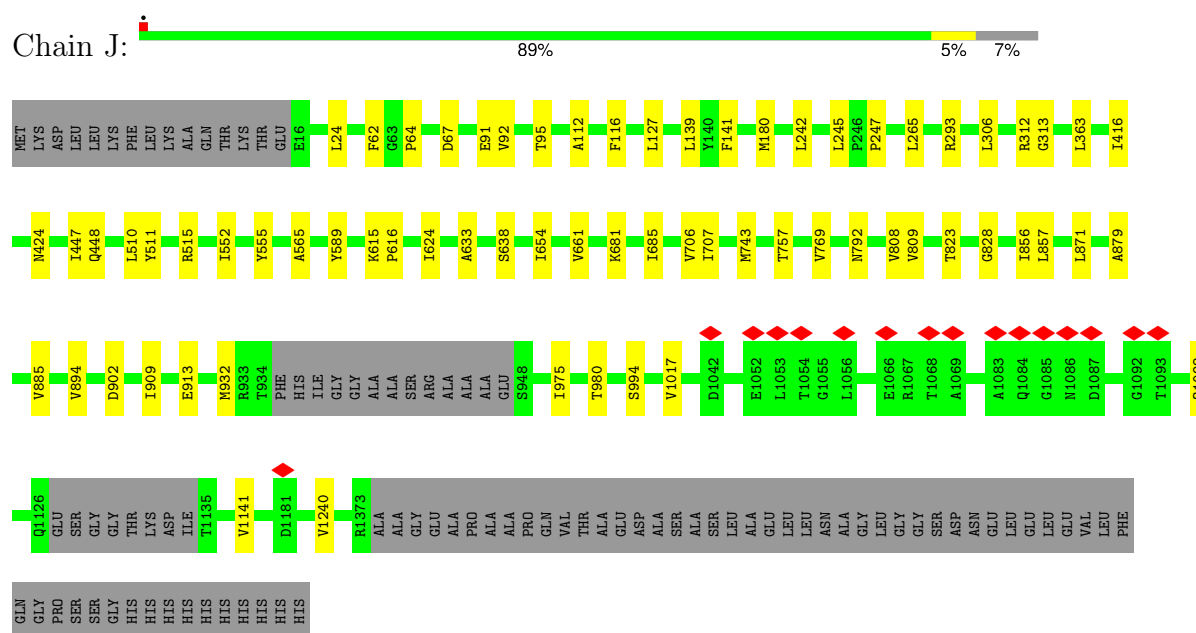 Chain J:
89% 5% 7%
MET LYS ASP LEU LEU LYS PHE LEU LYS ALA GLN THR LYS THR GLU E16 L24 F62 G63 P64 D67 E91 V92 T95 A112 F116 L127 L139 Y140 F141 M180 L242 L245 P246 P247 L265 R293 L306 R312 G313 L363 I416
N424 I447 Q448 L510 Y511 R515 I552 Y555 A565 Y589 K615 P616 I624 A633 S638 I654 V661 K681 I685 V706 I707 M743 T757 V769 N792 V808 V809 T823 G828 I856 L857 L871 A879
V885 V894 D902 I909 E913 M932 R933 T934 PHE HIS ILE GLY GLY ALA ALA SER ARG ALA ALA ALA GLU S948 I975 T980 S994 V1017 D1042 E1052 L1053 T1054 G1055 L1056 E1066 R1067 T1068 A1069 A1083 Q1084 G1085 N1086 D1087 G1092 T1093
Q1126 GLU SER GLY GLY THR LYS ASP ILE T1135 V1141 D1181 V1240 R1373 ALA ALA GLY GLU ALA PRO ALA ALA PRO GLN VAL THR ALA GLU ASP ALA SER ALA SER LEU ALA GLU LEU LEU ASN ALA GLY LEU GLY GLY SER ASP ASN GLU LEU GLU LEU GLU VAL LEU PHE
GLN GLY PRO SER SER GLY HIS HIS HIS HIS HIS HIS HIS HIS HIS HIS